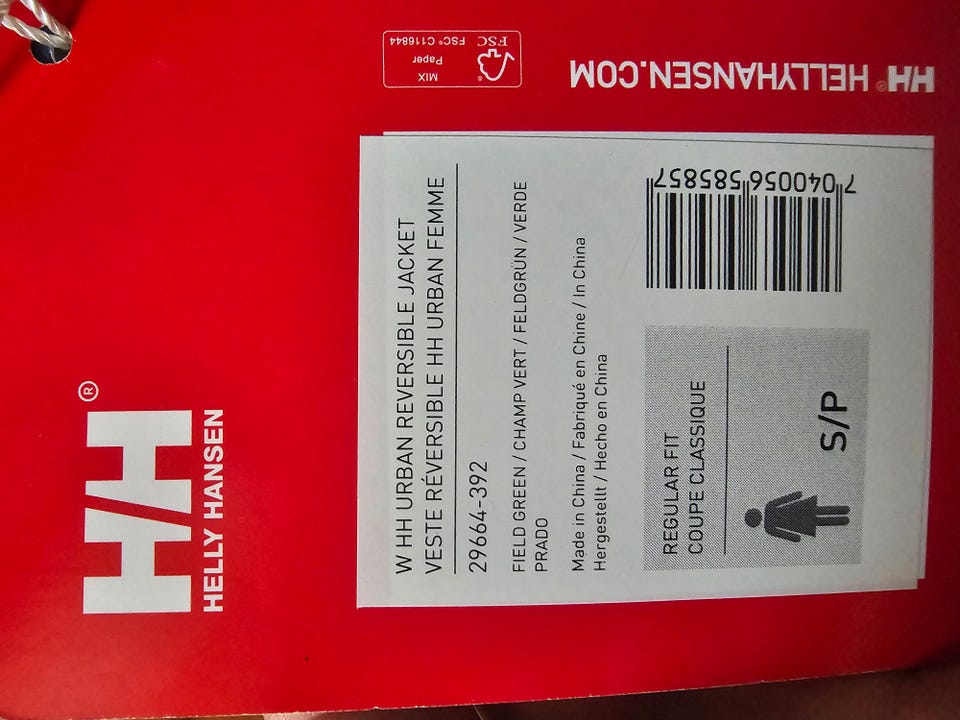 HH®
HELLY HANSEN
W HH URBAN REVERSIBLE JACKET
VESTE RÉVERSIBLE HH URBAN FEMME
29664-392
FIELD GREEN / CHAMP VERT / FELDGRÜN / VERDE
PRADO
Made in China / Fabriqué en Chine / In China
Hergestellt / Hecho en China
REGULAR FIT
COUPE CLASSIQUE
S/P
7 040056 585857
HH® HELLYHANSEN.COM
FSC
MIX
Paper
FSC® C116844